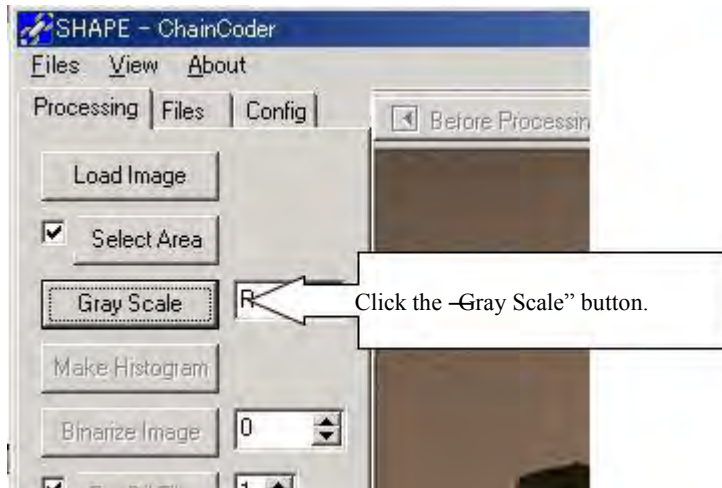 SHAPE - ChainCoder
Files View About
Processing Files Config
Before Processin
Load Image
Select Area
Gray Scale R
Click the –Gray Scale” button.
Make Histogram
Binarize Image 0
1